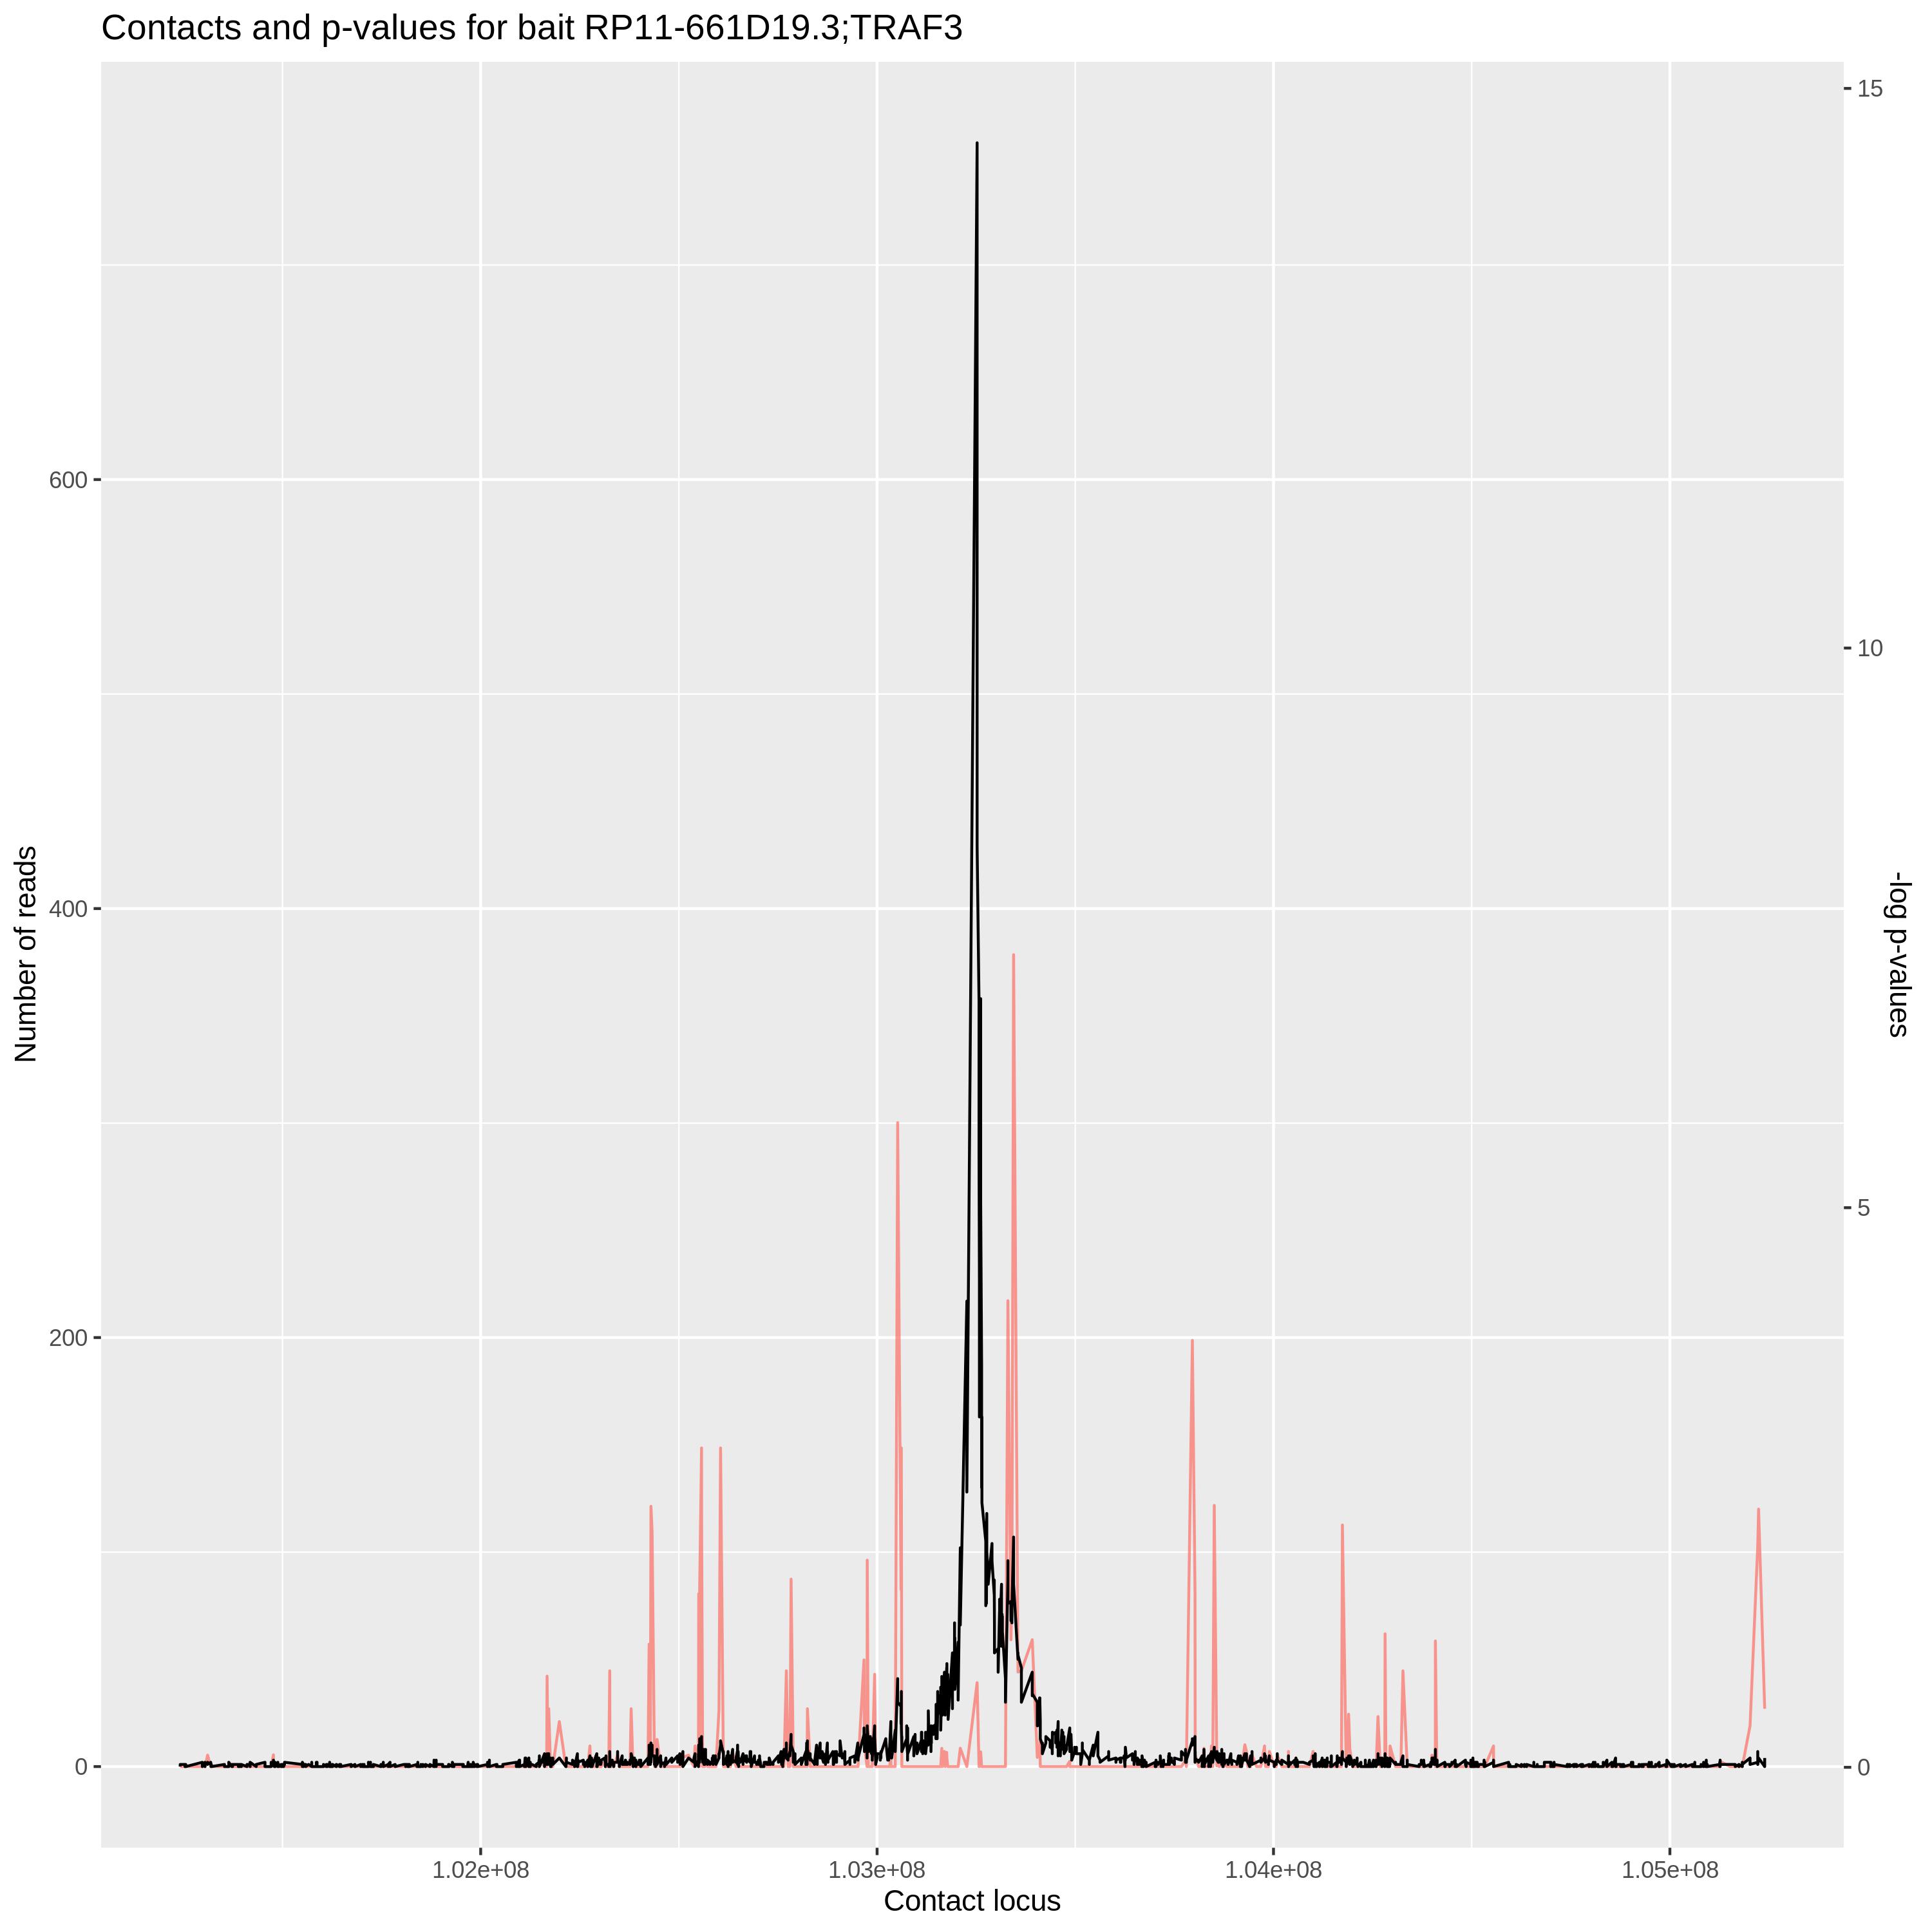 Contacts and p-values for bait RP11-661D19.3;TRAF3
15
600
10
400
Number of reads
-log p-values
5
200
0
0
1.02e+08
1.03e+08
1.04e+08
1.05e+08
Contact locus